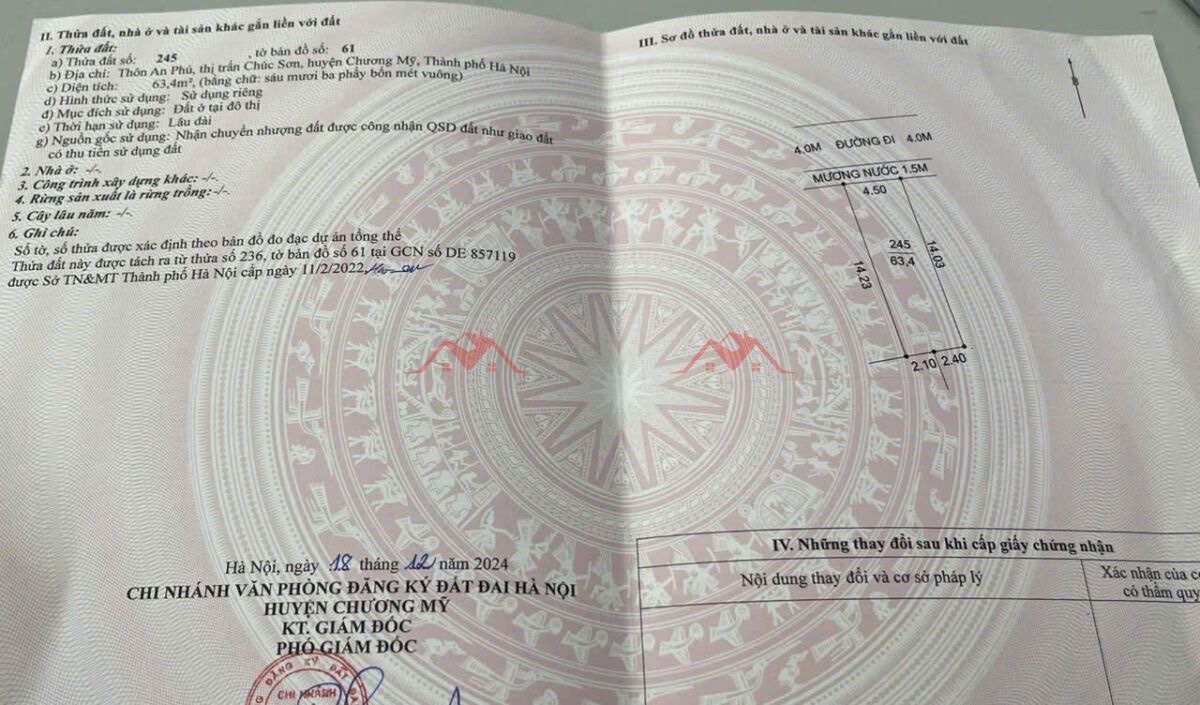 II. Thửa đất, nhà ở và tài sản khác gắn liền với đất
1. Thửa đất:
a) Thửa đất số: 245 , tờ bản đồ số: 61
b) Địa chỉ: Thôn An Phú, thị trấn Chúc Sơn, huyện Chương Mỹ, Thành phố Hà Nội
c) Diện tích: 63,4m², (bằng chữ: sáu mươi ba phẩy bốn mét vuông)
d) Hình thức sử dụng: Sử dụng riêng
đ) Mục đích sử dụng: Đất ở tại đô thị
e) Thời hạn sử dụng: Lâu dài
g) Nguồn gốc sử dụng: Nhận chuyển nhượng đất được công nhận QSD đất như giao đất
có thu tiền sử dụng đất
2. Nhà ở: -/-.
3. Công trình xây dựng khác: -/-.
4. Rừng sản xuất là rừng trồng:-/-.
5. Cây lâu năm: -/-.
6. Ghi chú:
Số tờ, số thửa được xác định theo bản đồ đo đạc dự án tổng thể
Thửa đất này được tách ra từ thửa số 236, tờ bản đồ số 61 tại GCN số DE 857119
được Sở TN&MT Thành phố Hà Nội cấp ngày 11/2/2022.
Hà Nội, ngày 18 tháng 12 năm 2024
CHI NHÁNH VĂN PHÒNG ĐĂNG KÝ ĐẤT ĐAI HÀ NỘI
HUYỆN CHƯƠNG MỸ
KT. GIÁM ĐỐC
PHÓ GIÁM ĐỐC
ĐĂNG KÝ ĐẤT ĐA
CHI NHÁNH
III. Sơ đồ thửa đất, nhà ở và tài sản khác gắn liền với đất
B
4.0M ĐƯỜNG ĐI 4.0M
MƯƠNG NƯỚC 1.5M
4.50
245
63,4
14.23
14.03
2.10 2.40
IV. Những thay đổi sau khi cấp giấy chứng nhận
Nội dung thay đổi và cơ sở pháp lý
Xác nhận của cơ
có thẩm quy